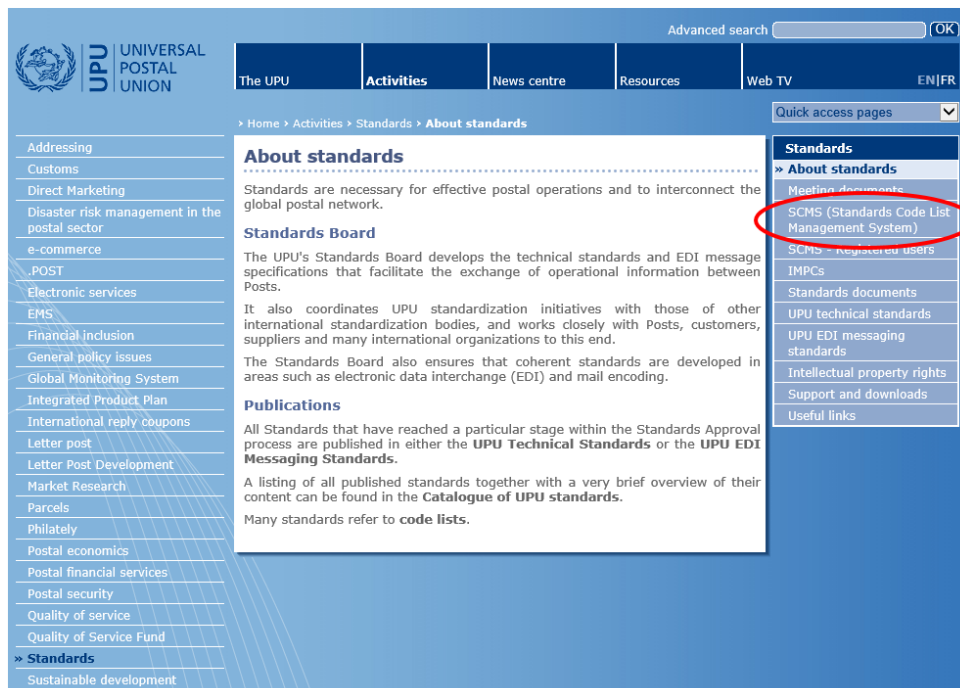 Advanced search
OK
UPU
UNIVERSAL
POSTAL
UNION
The UPU
Activities
News centre
Resources
Web TV
EN|FR
Quick access pages
› Home › Activities › Standards › About standards
Addressing
Customs
Direct Marketing
Disaster risk management in the
postal sector
e-commerce
.POST
Electronic services
EMS
Financial inclusion
General policy issues
Global Monitoring System
Integrated Product Plan
International reply coupons
Letter post
Letter Post Development
Market Research
Parcels
Philately
Postal economics
Postal financial services
Postal security
Quality of service
Quality of Service Fund
» Standards
Sustainable development
About standards
Standards are necessary for effective postal operations and to interconnect the
global postal network.
Standards Board
The UPU's Standards Board develops the technical standards and EDI message
specifications that facilitate the exchange of operational information between
Posts.
It also coordinates UPU standardization initiatives with those of other
international standardization bodies, and works closely with Posts, customers,
suppliers and many international organizations to this end.
The Standards Board also ensures that coherent standards are developed in
areas such as electronic data interchange (EDI) and mail encoding.
Publications
All Standards that have reached a particular stage within the Standards Approval
process are published in either the UPU Technical Standards or the UPU EDI
Messaging Standards.
A listing of all published standards together with a very brief overview of their
content can be found in the Catalogue of UPU standards.
Many standards refer to code lists.
Standards
» About standards
Meeting documents
SCMS (Standards Code List
Management System)
SCMS - Registered users
IMPCs
Standards documents
UPU technical standards
UPU EDI messaging
standards
Intellectual property rights
Support and downloads
Useful links